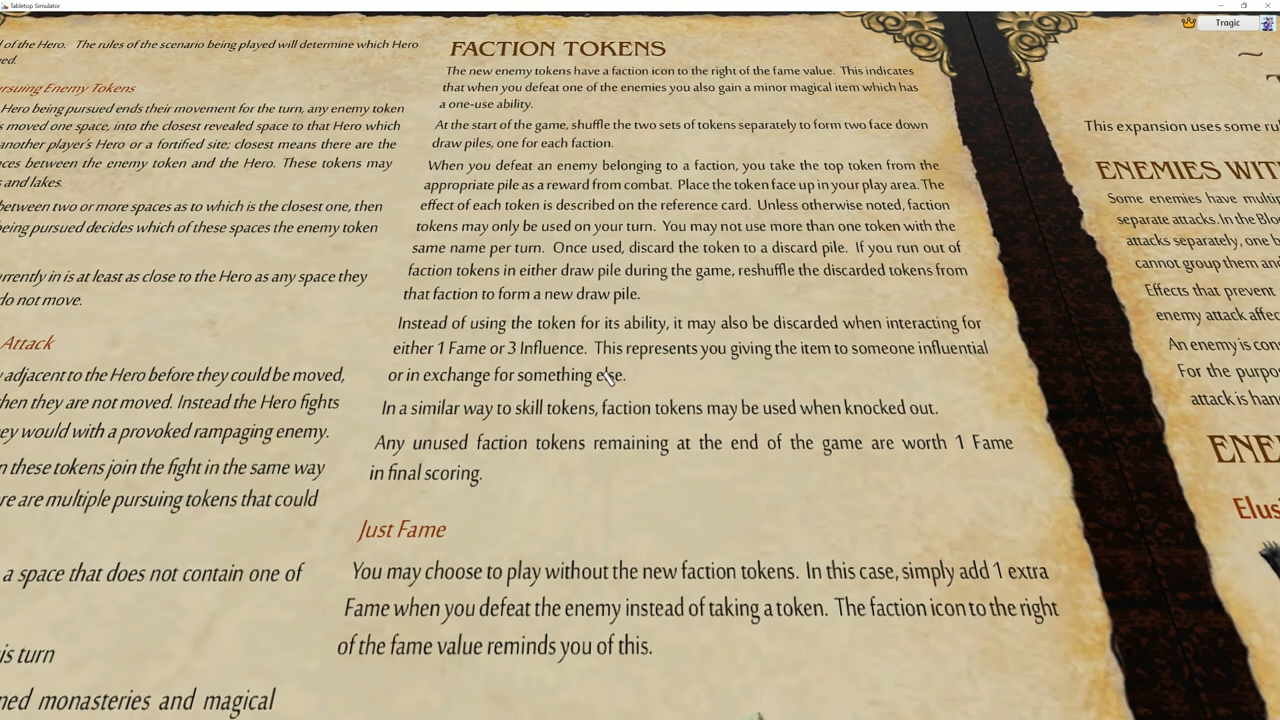 Tabletop Simulator
Tragic
of the Hero. The rules of the scenario being played will determine which Hero
Enemy Tokens
Hero being pursued ends their movement for the turn, any enemy token
moved one space, into the closest revealed space to that Hero which
another player's Hero or a fortified site; closest means there are the
between the enemy token and the Hero. These tokens may
and lakes.
between two or more spaces as to which is the closest one, then
being pursued decides which of these spaces the enemy token
currently in is at least as close to the Hero as any space they
do not move.
Attack
adjacent to the Hero before they could be moved,
then they are not moved. Instead the Hero fights
they would with a provoked rampaging enemy.
these tokens join the fight in the same way
are multiple pursuing tokens that could
a space that does not contain one of
turn
monasteries and magical
FACTION TOKENS
The new enemy tokens have a faction icon to the right of the fame value. This indicates
that when you defeat one of the enemies you also gain a minor magical item which has
a one-use ability.
At the start of the game, shuffle the two sets of tokens separately to form two face down
draw piles, one for each faction.
When you defeat an enemy belonging to a faction, you take the top token from the
appropriate pile as a reward from combat. Place the token face up in your play area. The
effect of each token is described on the reference card. Unless otherwise noted, faction
tokens may only be used on your turn. You may not use more than one token with the
same name per turn. Once used, discard the token to a discard pile. If you run out of
faction tokens in either draw pile during the game, reshuffle the discarded tokens from
that faction to form a new draw pile.
Instead of using the token for its ability, it may also be discarded when interacting for
either 1 Fame or 3 Influence. This represents you giving the item to someone influential
or in exchange for something else.
In a similar way to skill tokens, faction tokens may be used when knocked out.
Any unused faction tokens remaining at the end of the game are worth 1 Fame
in final scoring.
Just Fame
You may choose to play without the new faction tokens. In this case, simply add 1 extra
Fame when you defeat the enemy instead of taking a token. The faction icon to the right
of the fame value reminds you of this.
This expansion uses some
ENEMIES
Some enemies have
separate attacks. In the
attacks separately, one
cannot group them
Effects that prevent
enemy attack
An enemy is
For the
attack is